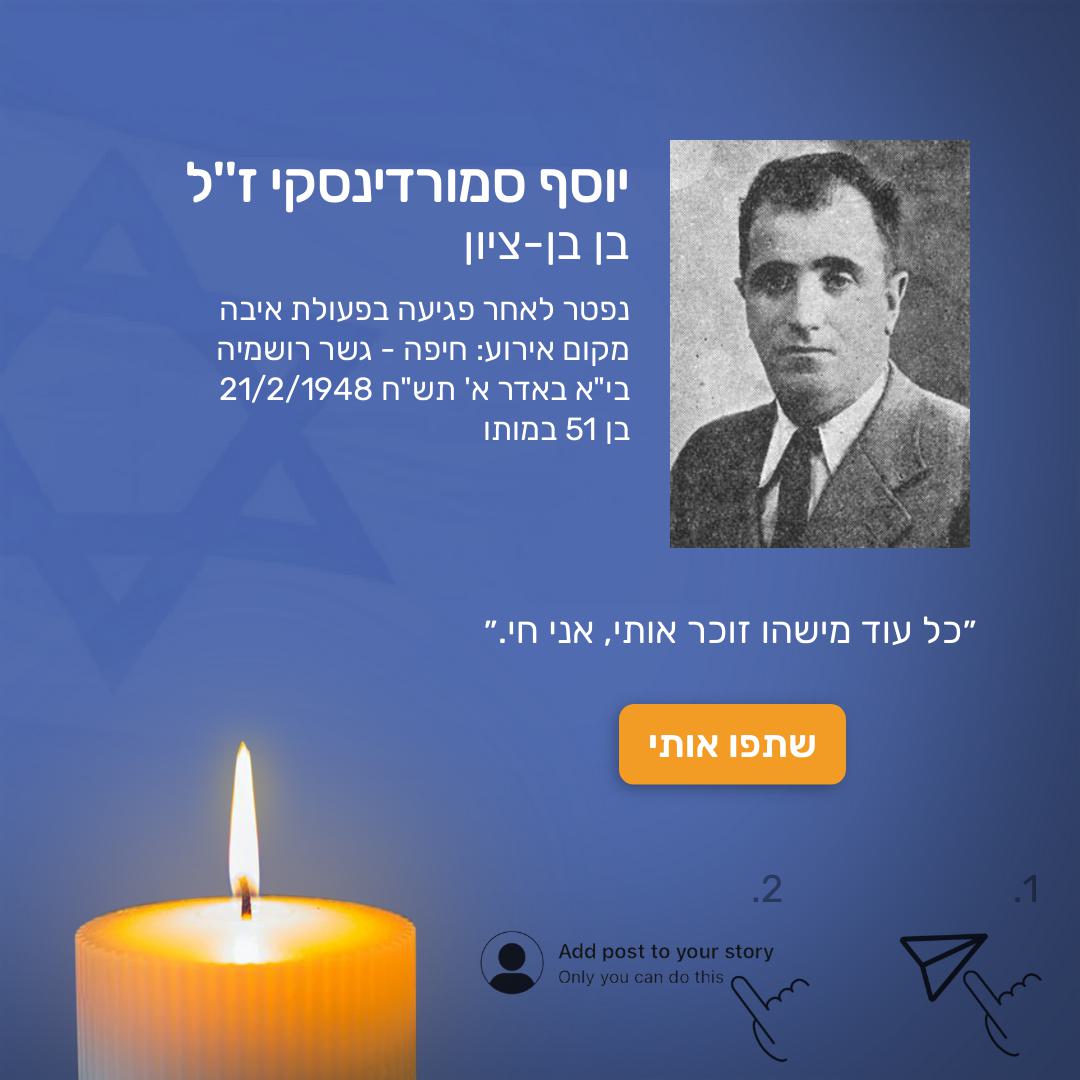 יוסף סמורדינסקי ז"ל
בן בן-ציון
נפטר לאחר פגיעה בפעולת איבה
מקום אירוע: חיפה - גשר רושמיה
בי"א באדר א' תש"ח 21/2/1948
בן 51 במותו
״כל עוד מישהו זוכר אותי, אני חי.״
שתפו אותי
1.
2.
Add post to your story
Only you can do this